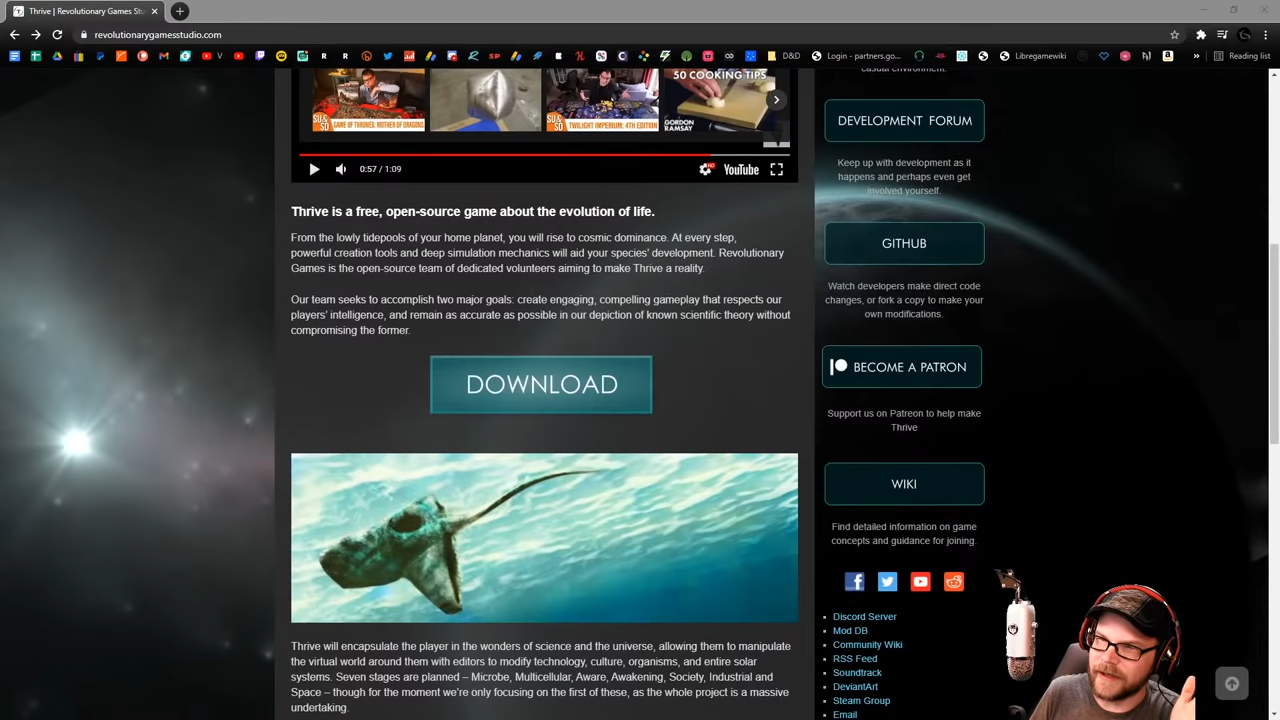 Thrive | Revolutionary Games St
revolutionarygamesstudio.com
D&D
Login - partners.go...
Libregamewiki
Reading list
casual environment.
GAME OF THRONES: MOTHER OF DRAGONS
TWILIGHT IMPERIUM: 4TH EDITION
50 COOKING TIPS
GORDON
RAMSAY
0:57 / 1:09
HD
YouTube
DEVELOPMENT FORUM
Keep up with development as it
happens and perhaps even get
involved yourself.
Thrive is a free, open-source game about the evolution of life.
From the lowly tidepools of your home planet, you will rise to cosmic dominance. At every step,
powerful creation tools and deep simulation mechanics will aid your species' development. Revolutionary
Games is the open-source team of dedicated volunteers aiming to make Thrive a reality.
Our team seeks to accomplish two major goals: create engaging, compelling gameplay that respects our
players' intelligence, and remain as accurate as possible in our depiction of known scientific theory without
compromising the former.
DOWNLOAD
GITHUB
Watch developers make direct code
changes, or fork a copy to make your
own modifications.
BECOME A PATRON
Support us on Patreon to help make
Thrive
WIKI
Find detailed information on game
concepts and guidance for joining.
Discord Server
Mod DB
Community Wiki
RSS Feed
Soundtrack
DeviantArt
Steam Group
Email
Thrive will encapsulate the player in the wonders of science and the universe, allowing them to manipulate
the virtual world around them with editors to modify technology, culture, organisms, and entire solar
systems. Seven stages are planned – Microbe, Multicellular, Aware, Awakening, Society, Industrial and
Space – though for the moment we're only focusing on the first of these, as the whole project is a massive
undertaking.